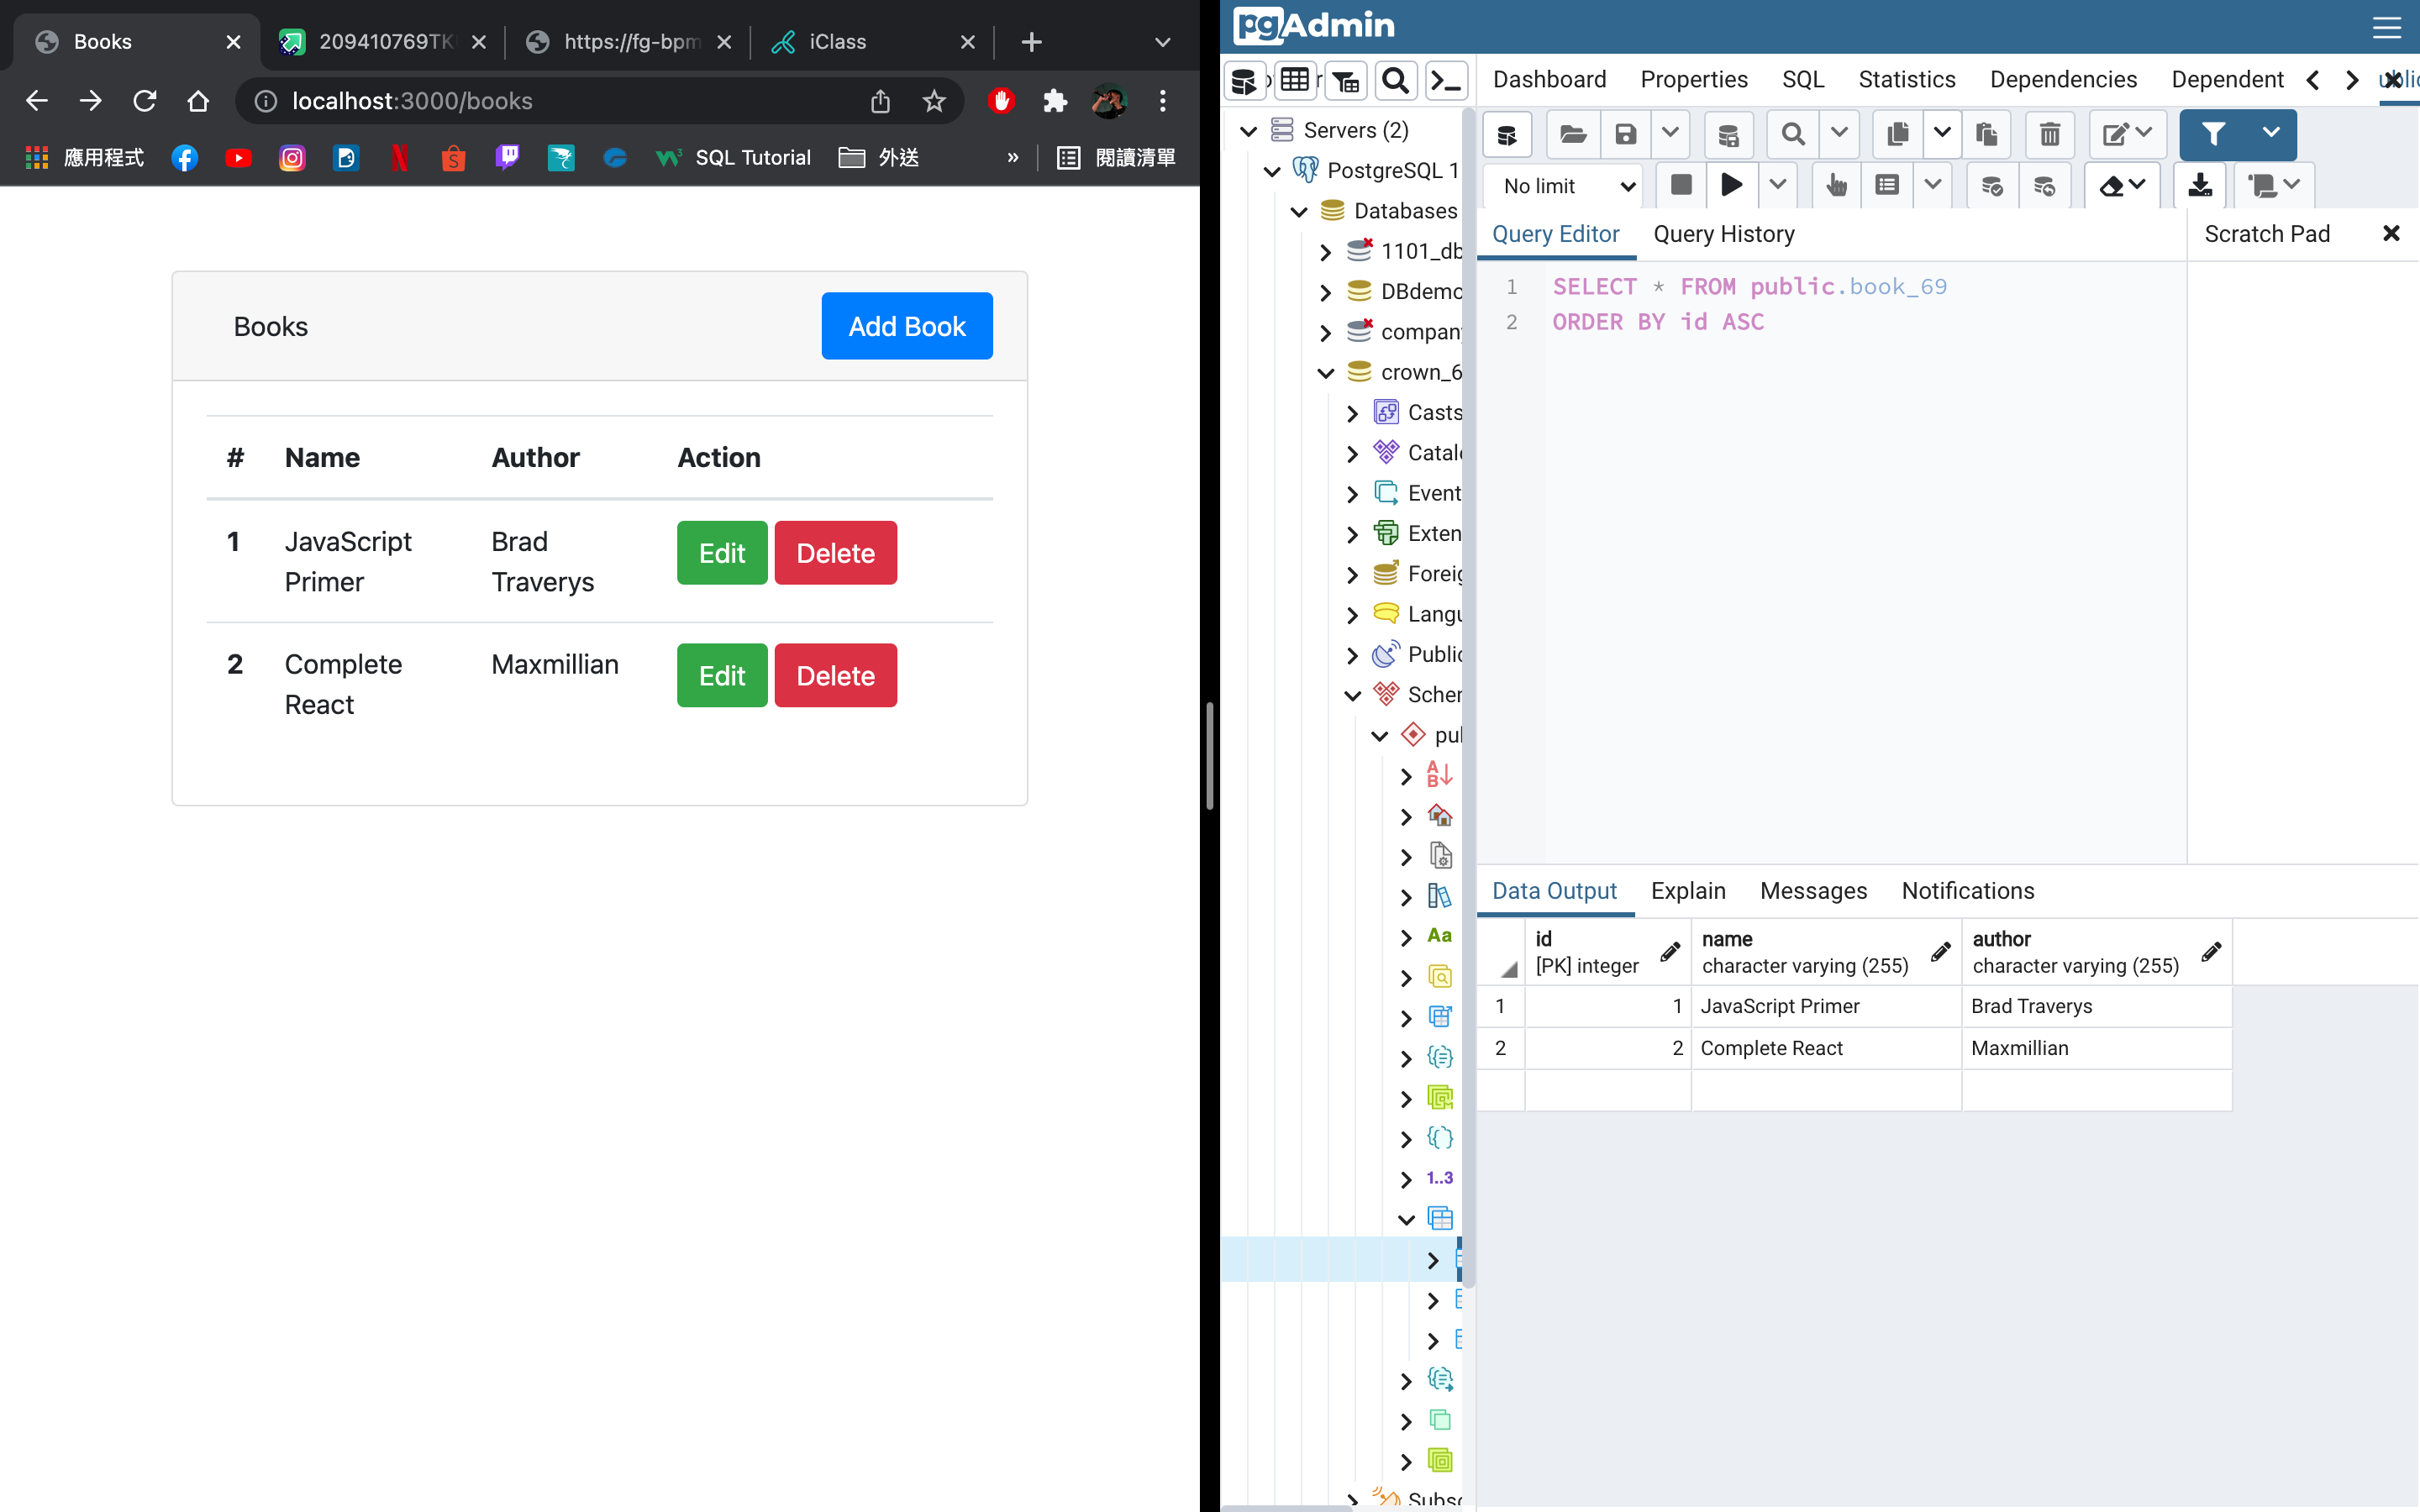 Books
209410769TK
https://fg-bpm
iClass
localhost:3000/books
應用程式
SQL Tutorial
外送
»
閱讀清單
Books
Add Book
# Name Author Action
1 JavaScript Primer Brad Traverys Edit Delete
2 Complete React Maxmillian Edit Delete
pgAdmin
Dashboard Properties SQL Statistics Dependencies Dependent
Servers (2)
PostgreSQL 1
Databases
1101_db
DBdemo
company
crown_6
Casts
Catal
Event
Exten
Foreig
Langu
Public
Schem
pul
Aa
1..3
Subsc
No limit
Query Editor Query History
Scratch Pad
1 SELECT * FROM public.book_69
2 ORDER BY id ASC
Data Output Explain Messages Notifications
id name author
[PK] integer character varying (255) character varying (255)
1 1 JavaScript Primer Brad Traverys
2 2 Complete React Maxmillian